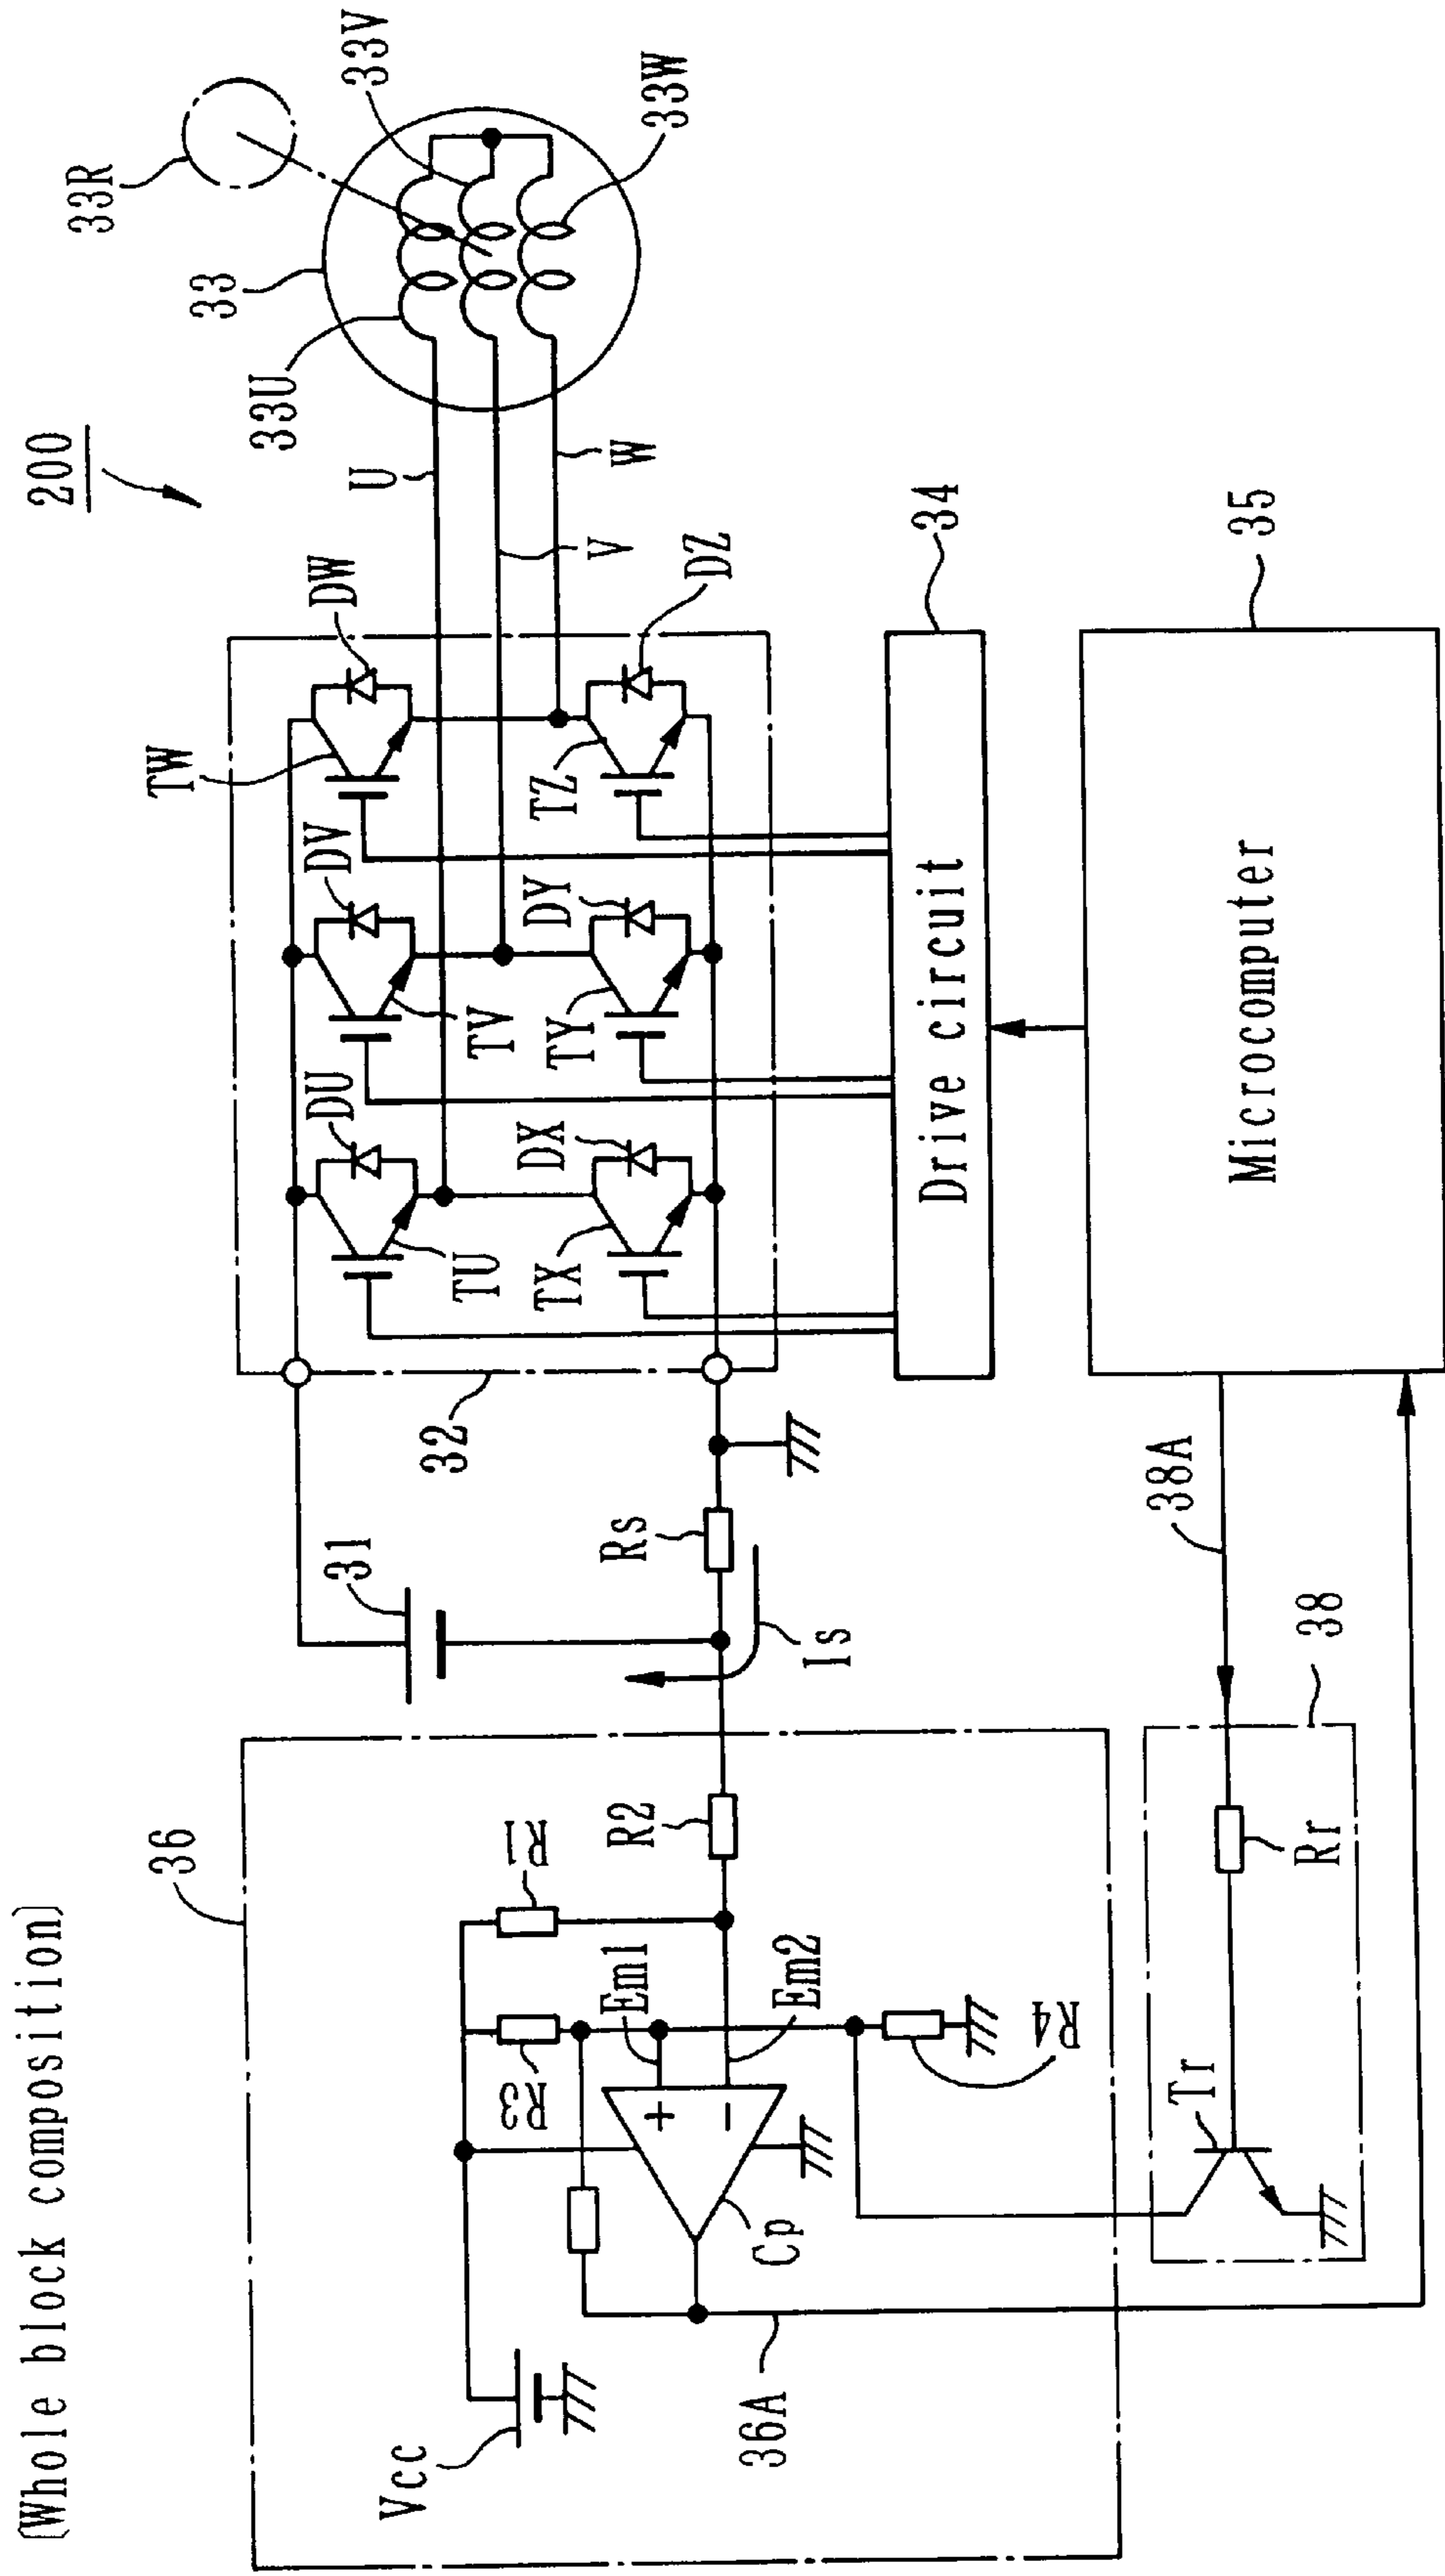 [Whole block composition]
200
33R
33
33V
33U
33W
U
V
W
TW
DW
DV
DU
TV
TU
TZ
DZ
DY
TY
DX
TX
32
31
Rs
Is
34
Drive circuit
35
Microcomputer
36
R1
R2
R3
Em1
Em2
R4
Cp
Vcc
36A
38A
38
Rr
Tr
+
−